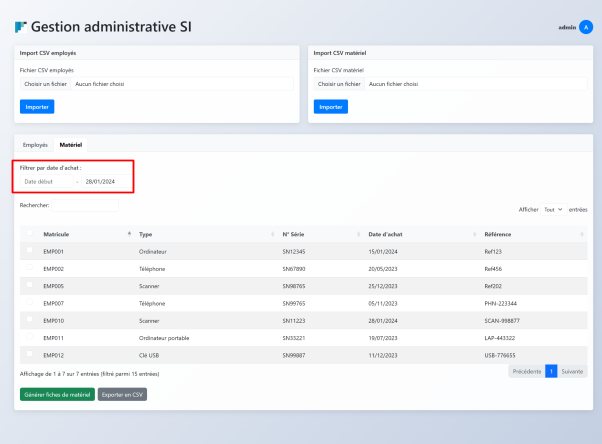 Gestion administrative SI
admin A
Import CSV employés
Fichier CSV employés
Choisir un fichier Aucun fichier choisi
Importer
Import CSV matériel
Fichier CSV matériel
Choisir un fichier Aucun fichier choisi
Importer
Employés Matériel
Filtrer par date d'achat :
Date début - 28/01/2024
Rechercher:
Afficher Tout entrées
Matricule Type N° Série Date d'achat Référence
EMP001 Ordinateur SN12345 15/01/2024 Ref123
EMP002 Téléphone SN67890 20/05/2023 Ref456
EMP005 Scanner SN98765 25/12/2023 Ref202
EMP007 Téléphone SN99765 05/11/2023 PHN-223344
EMP010 Scanner SN11223 28/01/2024 SCAN-998877
EMP011 Ordinateur portable SN33221 19/07/2023 LAP-443322
EMP012 Clé USB SN99887 11/12/2023 USB-776655
Affichage de 1 à 7 sur 7 entrées (filtré parmi 15 entrées)
Précédente 1 Suivante
Générer fiches de matériel Exporter en CSV